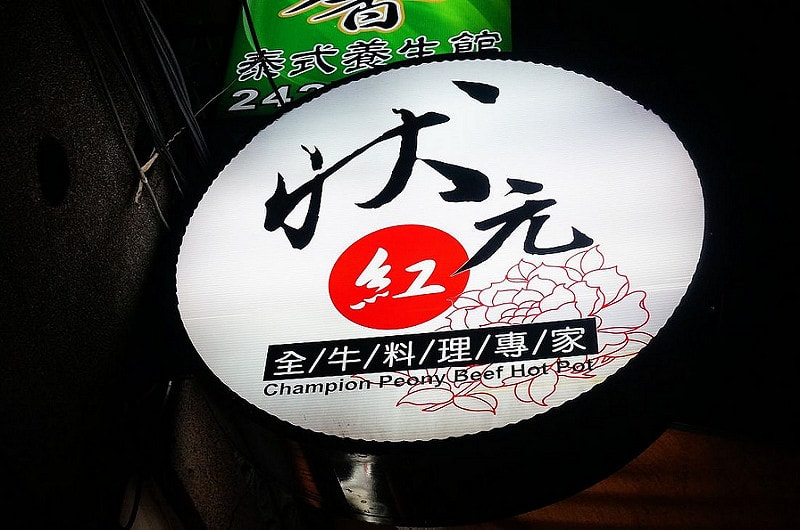 泰式養生館
242
狀元
紅
全/牛/料/理/專/家
Champion Peony Beef Hot Pot